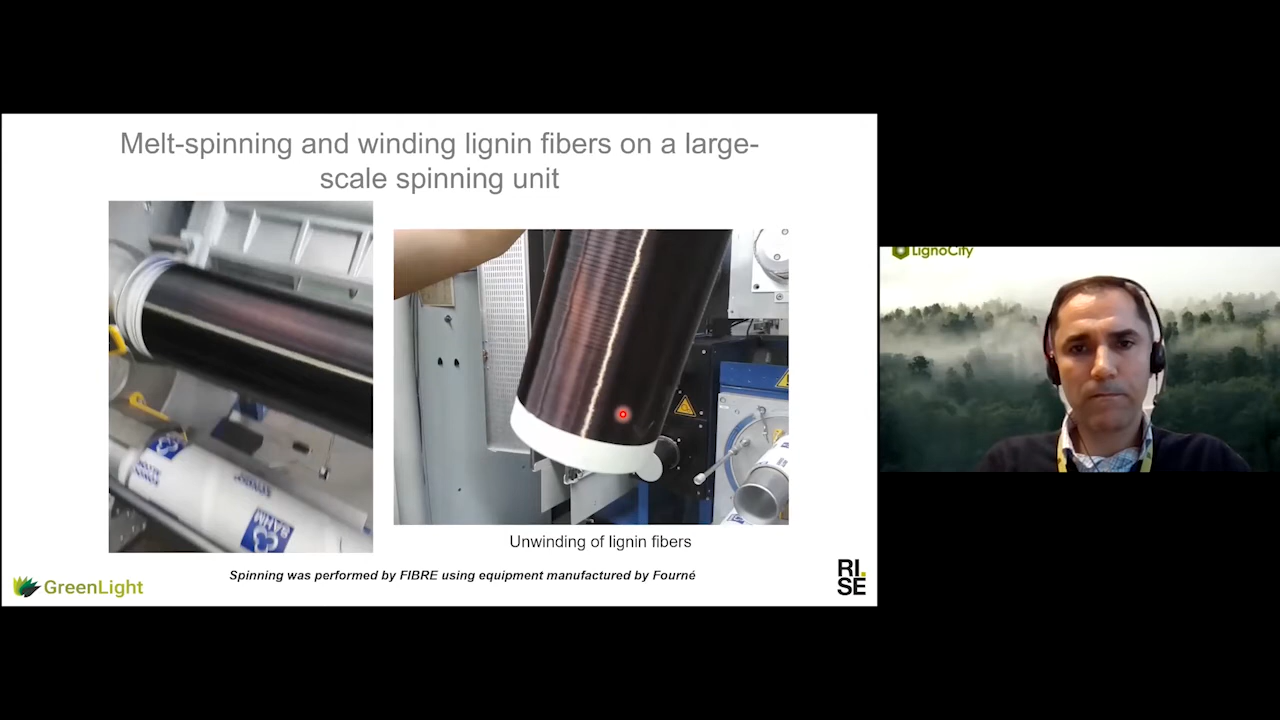 Melt-spinning and winding lignin fibers on a large-
scale spinning unit
SAHM
Unwinding of lignin fibers
Spinning was performed by FIBRE using equipment manufactured by Fourné
GreenLight
RI.
SE
LignoCity